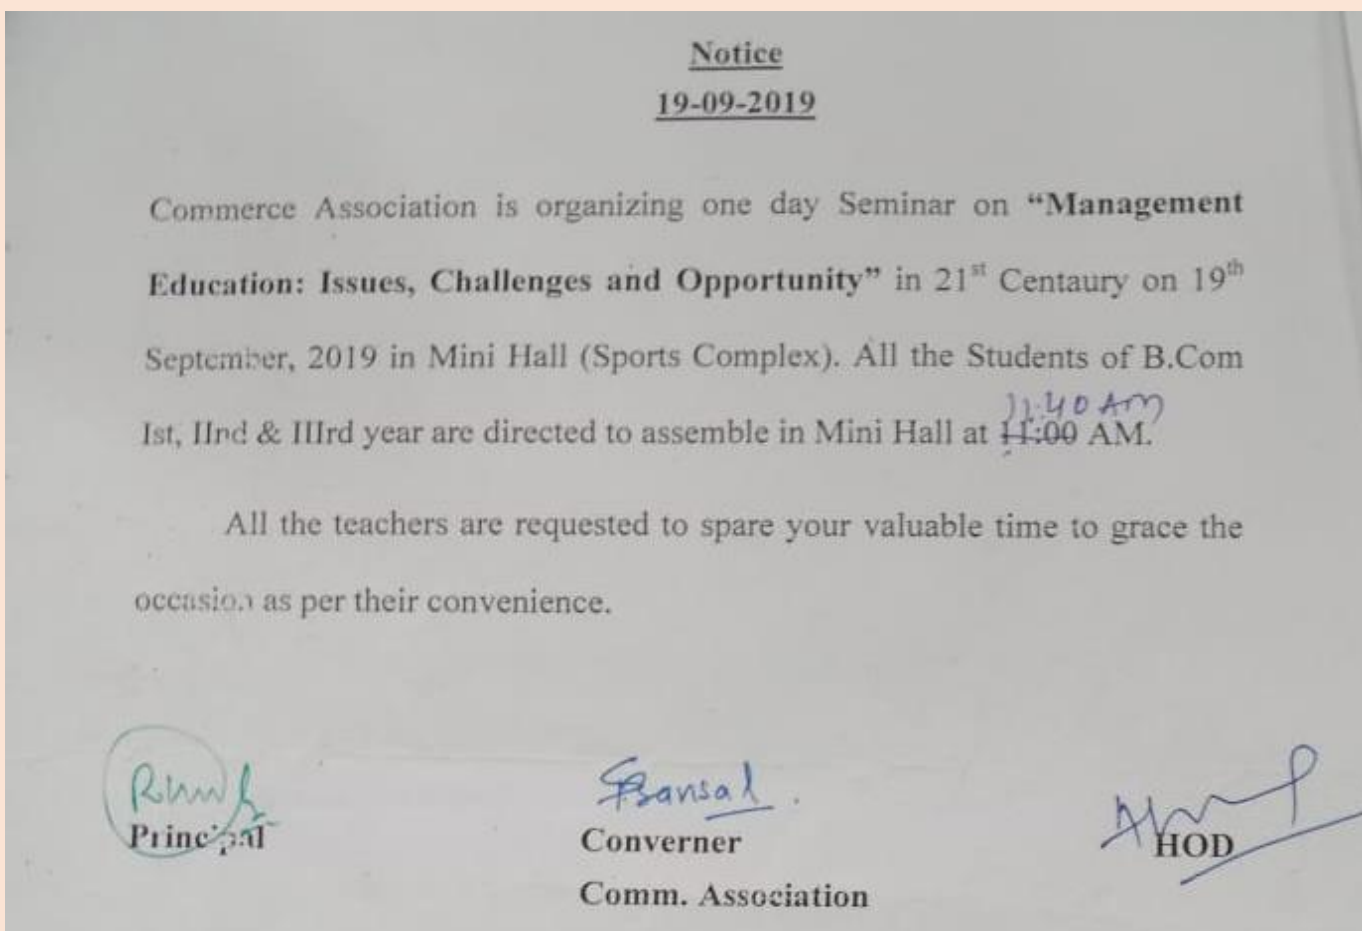 Notice
19-09-2019
Commerce Association is organizing one day Seminar on “Management
Education: Issues, Challenges and Opportunity” in 21st Centaury on 19th
September, 2019 in Mini Hall (Sports Complex). All the Students of B.Com
11:40 AM
Ist, IInd & IIIrd year are directed to assemble in Mini Hall at 11:00 AM.
All the teachers are requested to spare your valuable time to grace the
occasion as per their convenience.
Bansal
Principal Converner HOD
Comm. Association